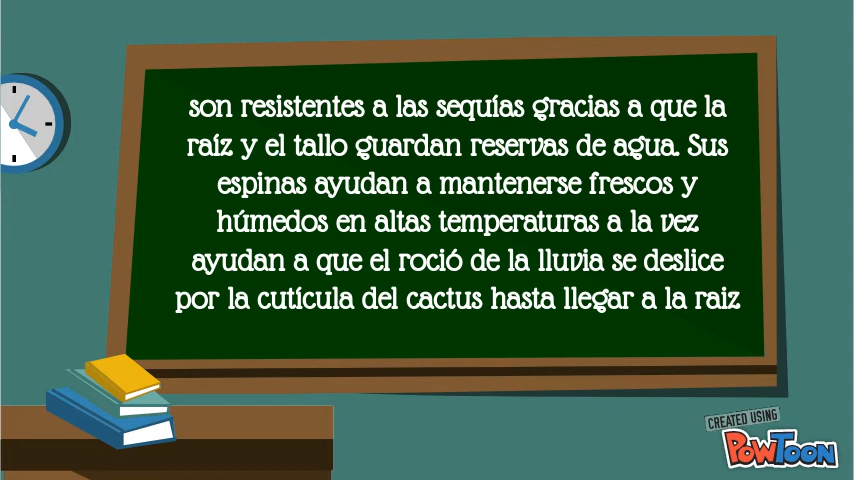 son resistentes a las sequías gracias a que la
raíz y el tallo guardan reservas de agua. Sus
espinas ayudan a mantenerse frescos y
húmedos en altas temperaturas a la vez
ayudan a que el roció de la lluvia se deslice
por la cutícula del cactus hasta llegar a la raiz
CREATED USING
POWTOON